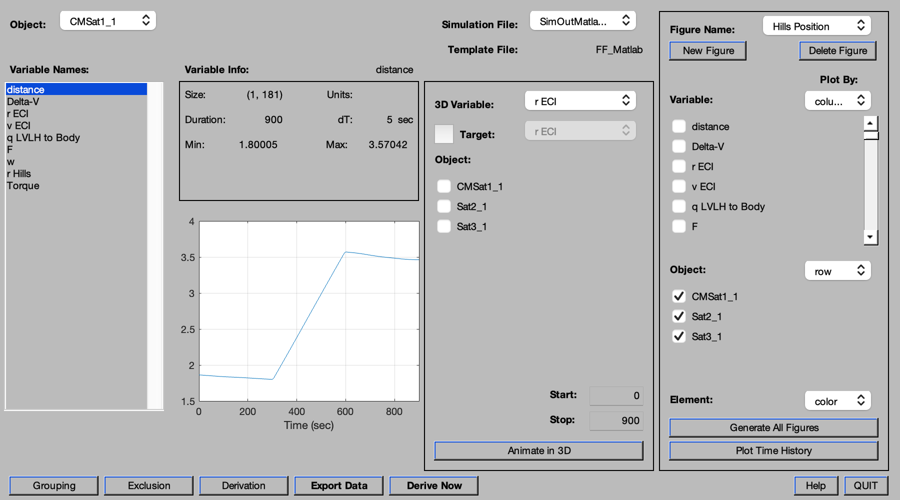 Object:
CMSat1_1
Simulation File:
SimOutMatla...
Template File:
FF_Matlab
Variable Names:
distance
Delta-V
r ECI
v ECI
q LVLH to Body
F
w
r Hills
Torque
Variable Info:
distance
Size:
(1, 181)
Units:
Duration:
900
dT:
5 sec
Min:
1.80005
Max:
3.57042
4
3.5
3
2.5
2
1.5
0
200
400
600
800
Time (sec)
3D Variable:
r ECI
Target:
r ECI
Object:
CMSat1_1
Sat2_1
Sat3_1
Start:
0
Stop:
900
Animate in 3D
Figure Name:
Hills Position
New Figure
Delete Figure
Plot By:
Variable:
colu...
distance
Delta-V
r ECI
v ECI
q LVLH to Body
F
Object:
row
CMSat1_1
Sat2_1
Sat3_1
Element:
color
Generate All Figures
Plot Time History
Grouping
Exclusion
Derivation
Export Data
Derive Now
Help
QUIT